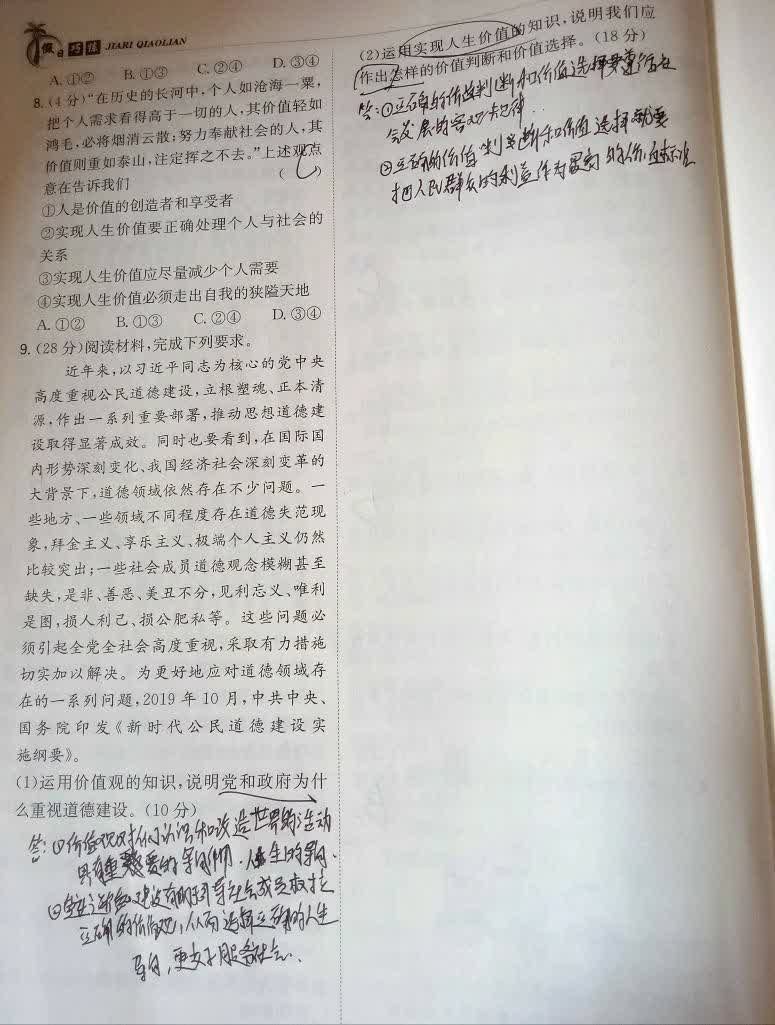 假日巧练 JIARI QIAOLIAN
A. ①② B. ①③ C. ②④ D. ③④
8. (4分)“在历史的长河中,个人如沧海一粟,
把个人需求看得高于一切的人,其价值轻如
鸿毛,必将烟消云散;努力奉献社会的人,其
价值则重如泰山,注定挥之不去。”上述观点
意在告诉我们 ( C )
①人是价值的创造者和享受者
②实现人生价值要正确处理个人与社会的
关系
③实现人生价值应尽量减少个人需要
④实现人生价值必须走出自我的狭隘天地
A. ①② B. ①③ C. ②④ D. ③④
9. (28分)阅读材料,完成下列要求。
近年来,以习近平同志为核心的党中央
高度重视公民道德建设,立根塑魂、正本清
源,作出一系列重要部署,推动思想道德建
设取得显著成效。同时也要看到,在国际国
内形势深刻变化、我国经济社会深刻变革的
大背景下,道德领域依然存在不少问题。一
些地方、一些领域不同程度存在道德失范现
象,拜金主义、享乐主义、极端个人主义仍然
比较突出;一些社会成员道德观念模糊甚至
缺失,是非、善恶、美丑不分,见利忘义、唯利
是图,损人利己、损公肥私等。这些问题必
须引起全党全社会高度重视,采取有力措施
切实加以解决。为更好地应对道德领域存
在的一系列问题,2019年10月,中共中央、
国务院印发《新时代公民道德建设实
施纲要》。
(1)运用价值观的知识,说明党和政府为什
么重视道德建设。(10分)
答:①价值观对人们认识和改造世界的活动
具有重要的导向作用,人生的导向.
②道德建设有助于引导社会成员树立
正确的价值观,从而选择正确的人生
导向,更好服务社会.
(2)运用实现人生价值的知识,说明我们应
作出怎样的价值判断和价值选择。(18分)
答:①正确的价值判断和价值选择要遵循社
会发展的客观规律.
②正确的价值判断和价值选择就要
把人民群众的利益作为最高的价值标准